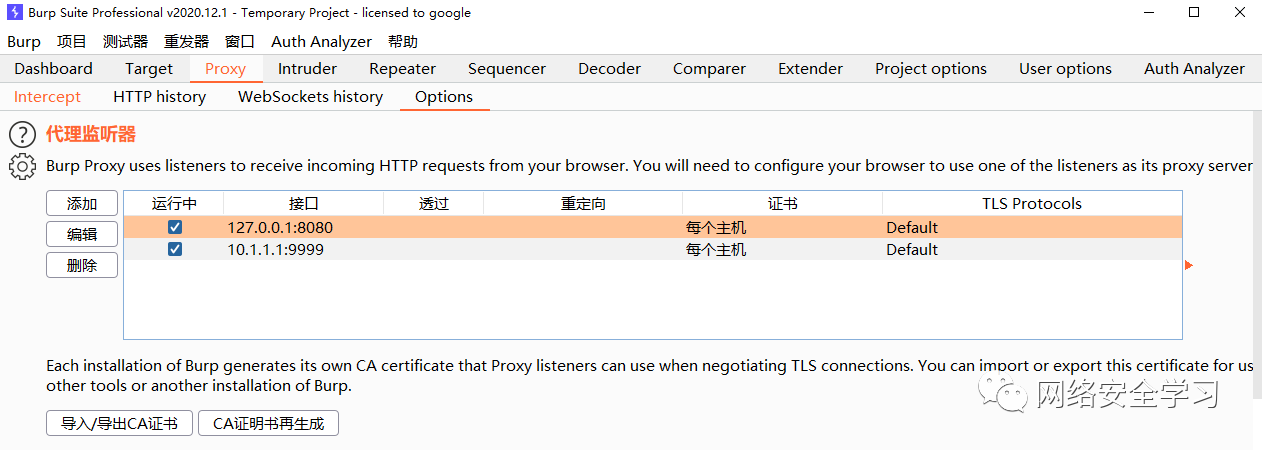 Burp Suite Professional v2020.12.1 - Temporary Project - licensed to google
Burp 项目 测试器 重发器 窗口 Auth Analyzer 帮助
Dashboard Target Proxy Intruder Repeater Sequencer Decoder Comparer Extender Project options User options Auth Analyzer
Intercept HTTP history WebSockets history Options
? 代理监听器
Burp Proxy uses listeners to receive incoming HTTP requests from your browser. You will need to configure your browser to use one of the listeners as its proxy server
添加 运行中 接口 透过 重定向 证书 TLS Protocols
127.0.0.1:8080 每个主机 Default
编辑
10.1.1.1:9999 每个主机 Default
删除
Each installation of Burp generates its own CA certificate that Proxy listeners can use when negotiating TLS connections. You can import or export this certificate for us
other tools or another installation of Burp.
网络安全学习
导入/导出CA证书 CA证明书再生成